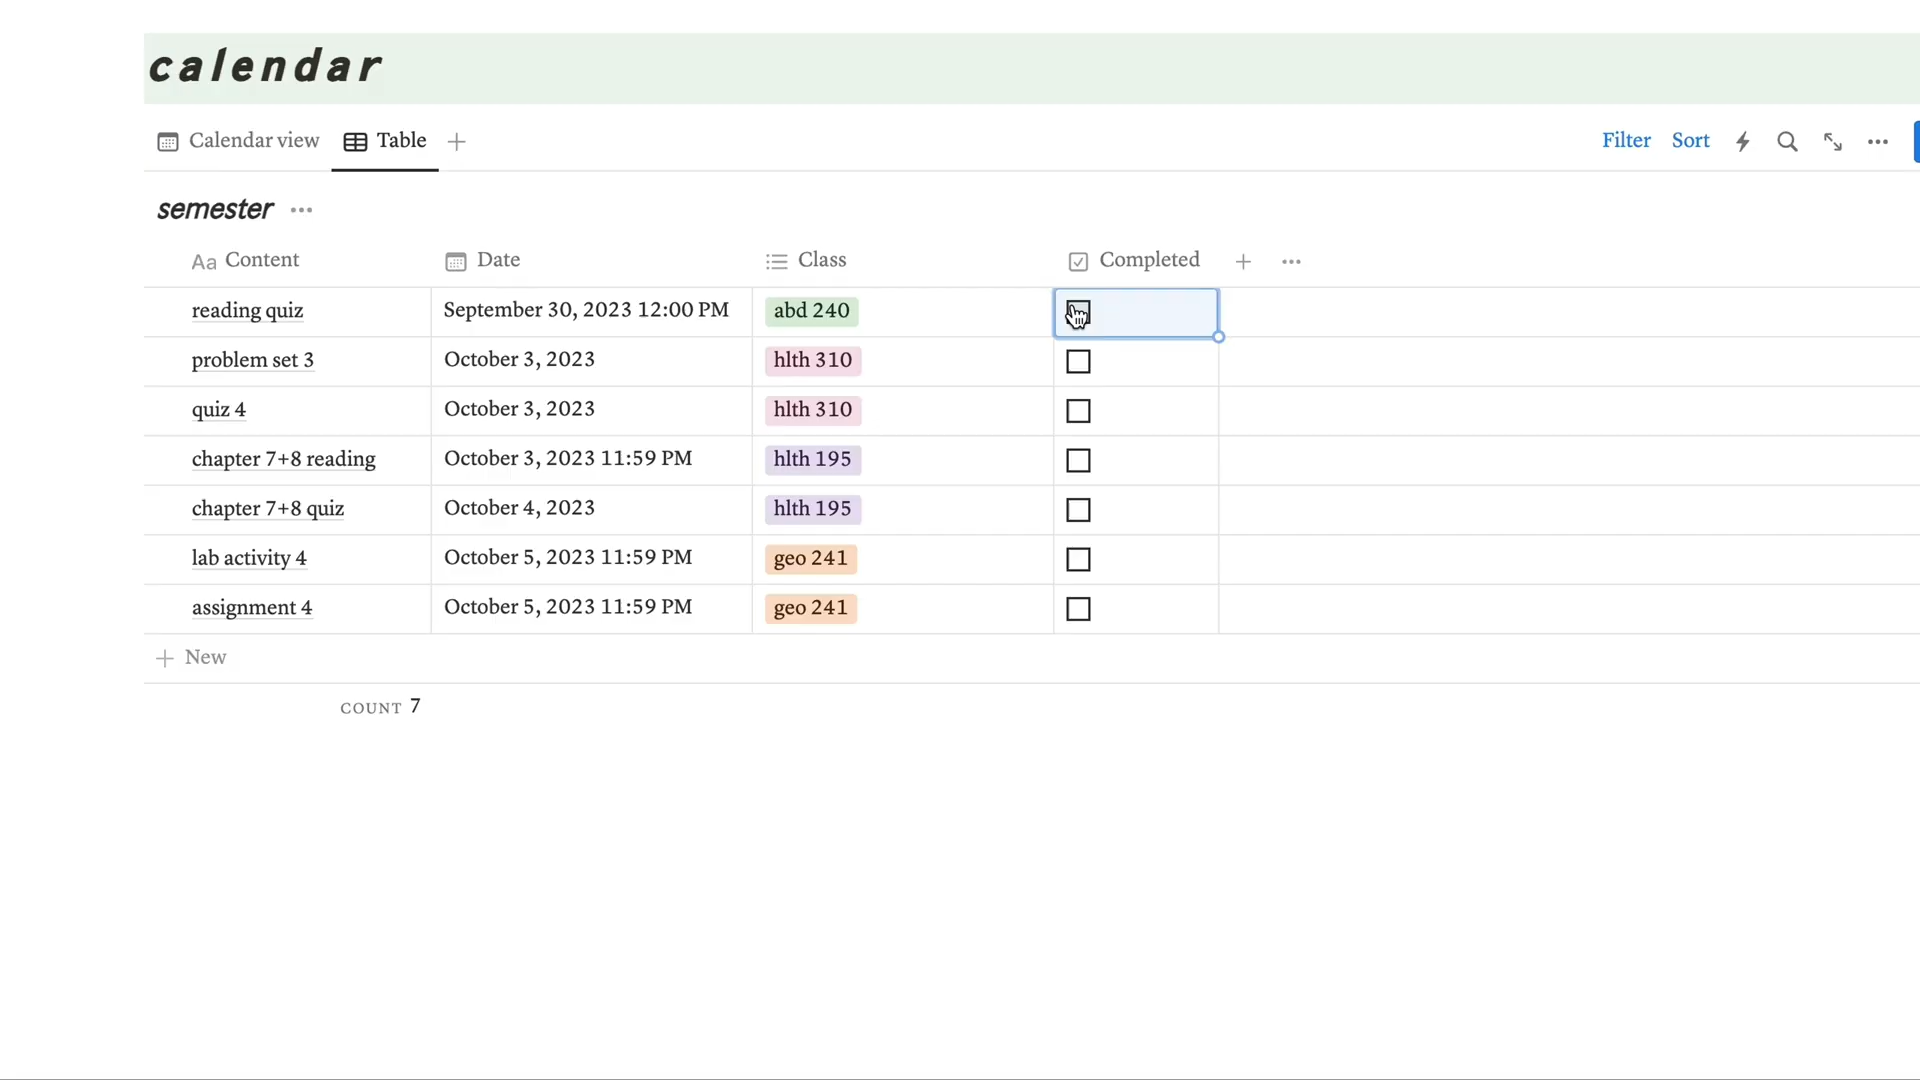 calendar
Calendar view Table Filter Sort
semester
Aa Content Date Class Completed
reading quiz September 30, 2023 12:00 PM abd 240
problem set 3 October 3, 2023 hlth 310
quiz 4 October 3, 2023 hlth 310
chapter 7+8 reading October 3, 2023 11:59 PM hlth 195
chapter 7+8 quiz October 4, 2023 hlth 195
lab activity 4 October 5, 2023 11:59 PM geo 241
assignment 4 October 5, 2023 11:59 PM geo 241
+ New
COUNT 7